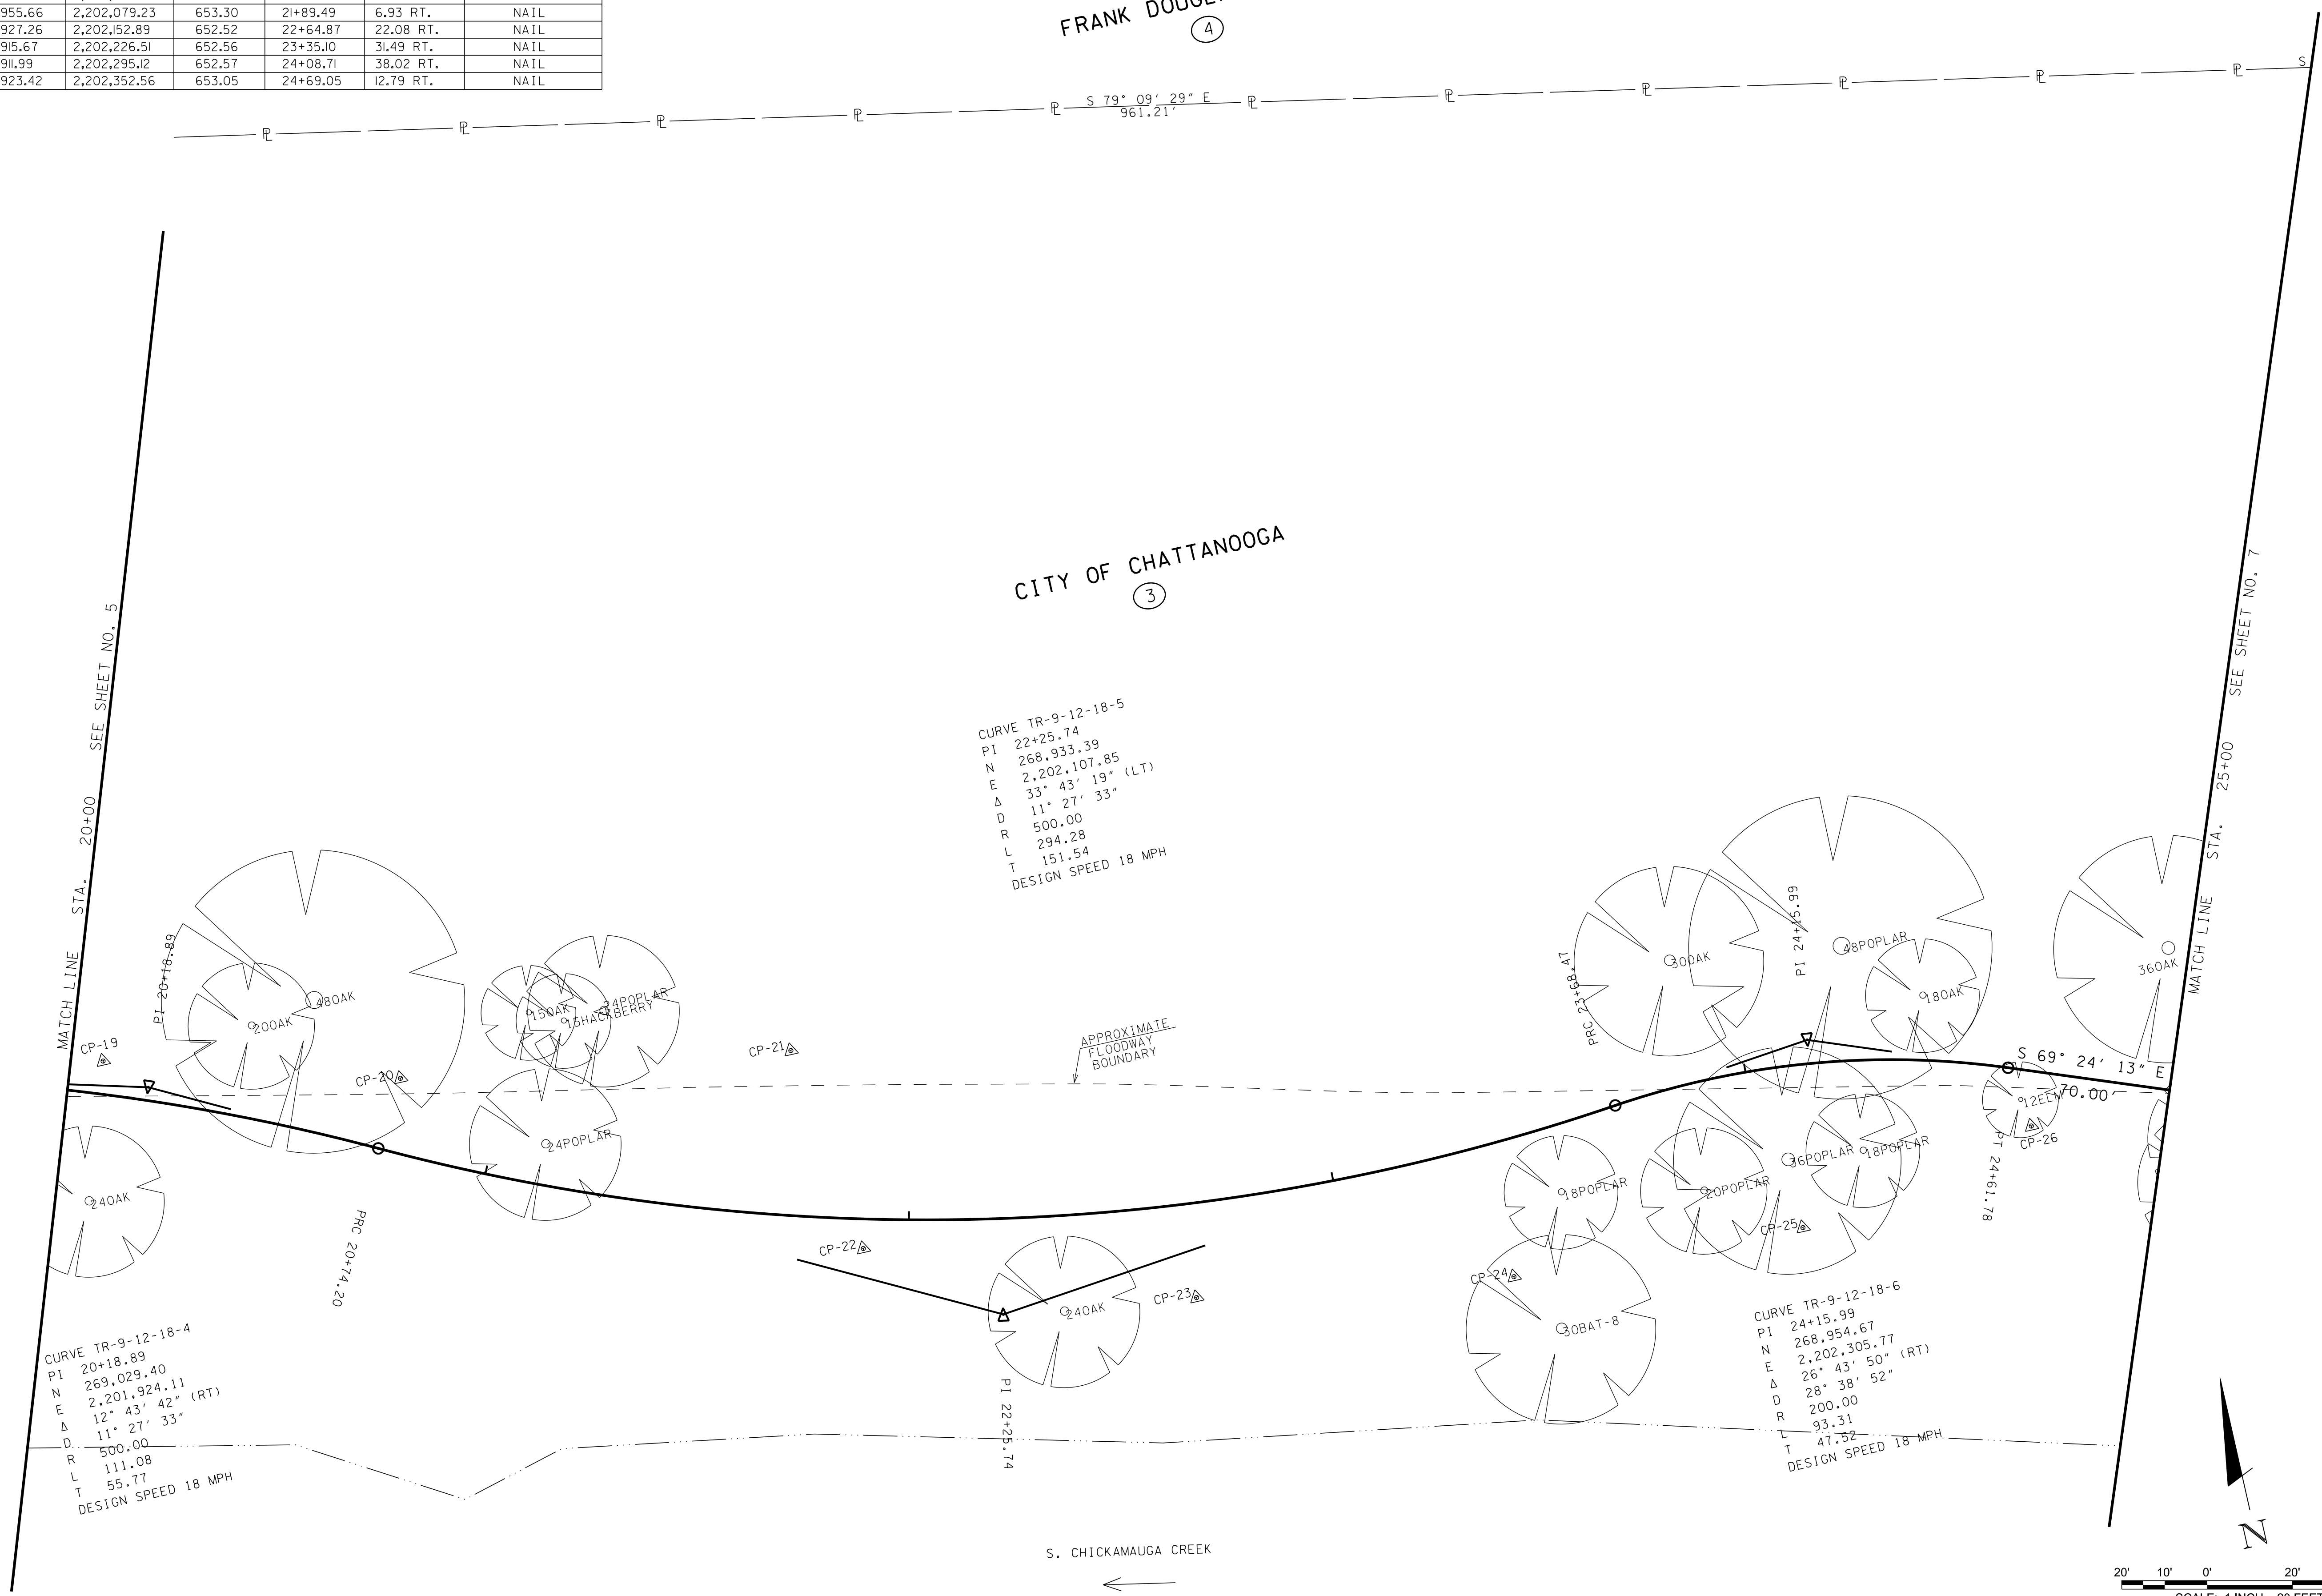 955.66 2,202,079.23 653.30 21+89.49 6.93 RT. NAIL
927.26 2,202,152.89 652.52 22+64.87 22.08 RT. NAIL
915.67 2,202,226.51 652.56 23+35.10 31.49 RT. NAIL
911.99 2,202,295.12 652.57 24+08.71 38.02 RT. NAIL
923.42 2,202,352.56 653.05 24+69.05 12.79 RT. NAIL
FRANK
4
S
S 79° 09′ 29″ E
961.21′
CITY OF CHATTANOOGA
3
MATCH LINE STA. 20+00 SEE SHEET NO. 5
MATCH LINE STA. 25+00 SEE SHEET NO. 7
CURVE TR-9-12-18-5
PI 22+25.74
N 268,933.39
E 2,202,107.85
Δ 33° 43′ 19″ (LT)
D 11° 27′ 33″
R 500.00
L 294.28
T 151.54
DESIGN SPEED 18 MPH
PI 20+18.89
48OAK
20OAK
15OAK
15HACKBERRY
24POPLAR
CP-19
CP-20
CP-21
APPROXIMATE
FLOODWAY
BOUNDARY
PRC 23+68.47
30OAK
PI 24+15.99
48POPLAR
18OAK
36OAK
S 69° 24′ 13″ E
70.00′
12ELM
CP-26
PT 24+61.78
24OAK
24POPLAR
PRC 20+74.20
36POPLAR
18POPLAR
18POPLAR
20POPLAR
CP-25
CP-22
24OAK
CP-23
CP-24
30BAT-8
PI 22+25.74
CURVE TR-9-12-18-4
PI 20+18.89
N 269,029.40
E 2,201,924.11
Δ 12° 43′ 42″ (RT)
D 11° 27′ 33″
R 500.00
L 111.08
T 55.77
DESIGN SPEED 18 MPH
CURVE TR-9-12-18-6
PI 24+15.99
N 268,954.67
E 2,202,305.77
Δ 26° 43′ 50″ (RT)
D 28° 38′ 52″
R 200.00
L 93.31
T 47.52
DESIGN SPEED 18 MPH
S. CHICKAMAUGA CREEK
N
20' 10' 0' 20'